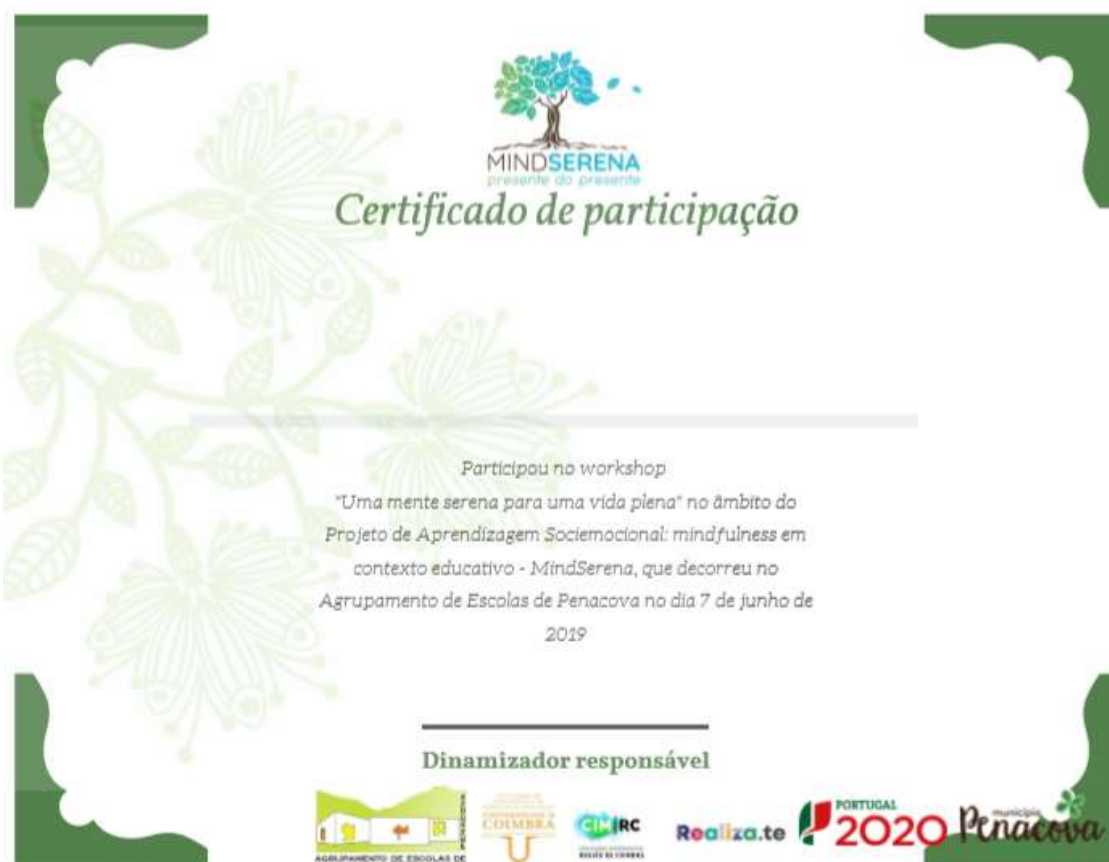 MINDSERENA
presente do presente
Certificado de participação
Participou no workshop
"Uma mente serena para uma vida plena" no âmbito do
Projeto de Aprendizagem Sociemocional: mindfulness em
contexto educativo - MindSerena, que decorreu no
Agrupamento de Escolas de Penacova no dia 7 de junho de
2019
Dinamizador responsável
AGRUPAMENTO DE ESCOLAS DE
PENACOVA
COIMBRA
CIM RC
REGIÃO DE COIMBRA
Realiza.te
PORTUGAL
2020
município
Penacova